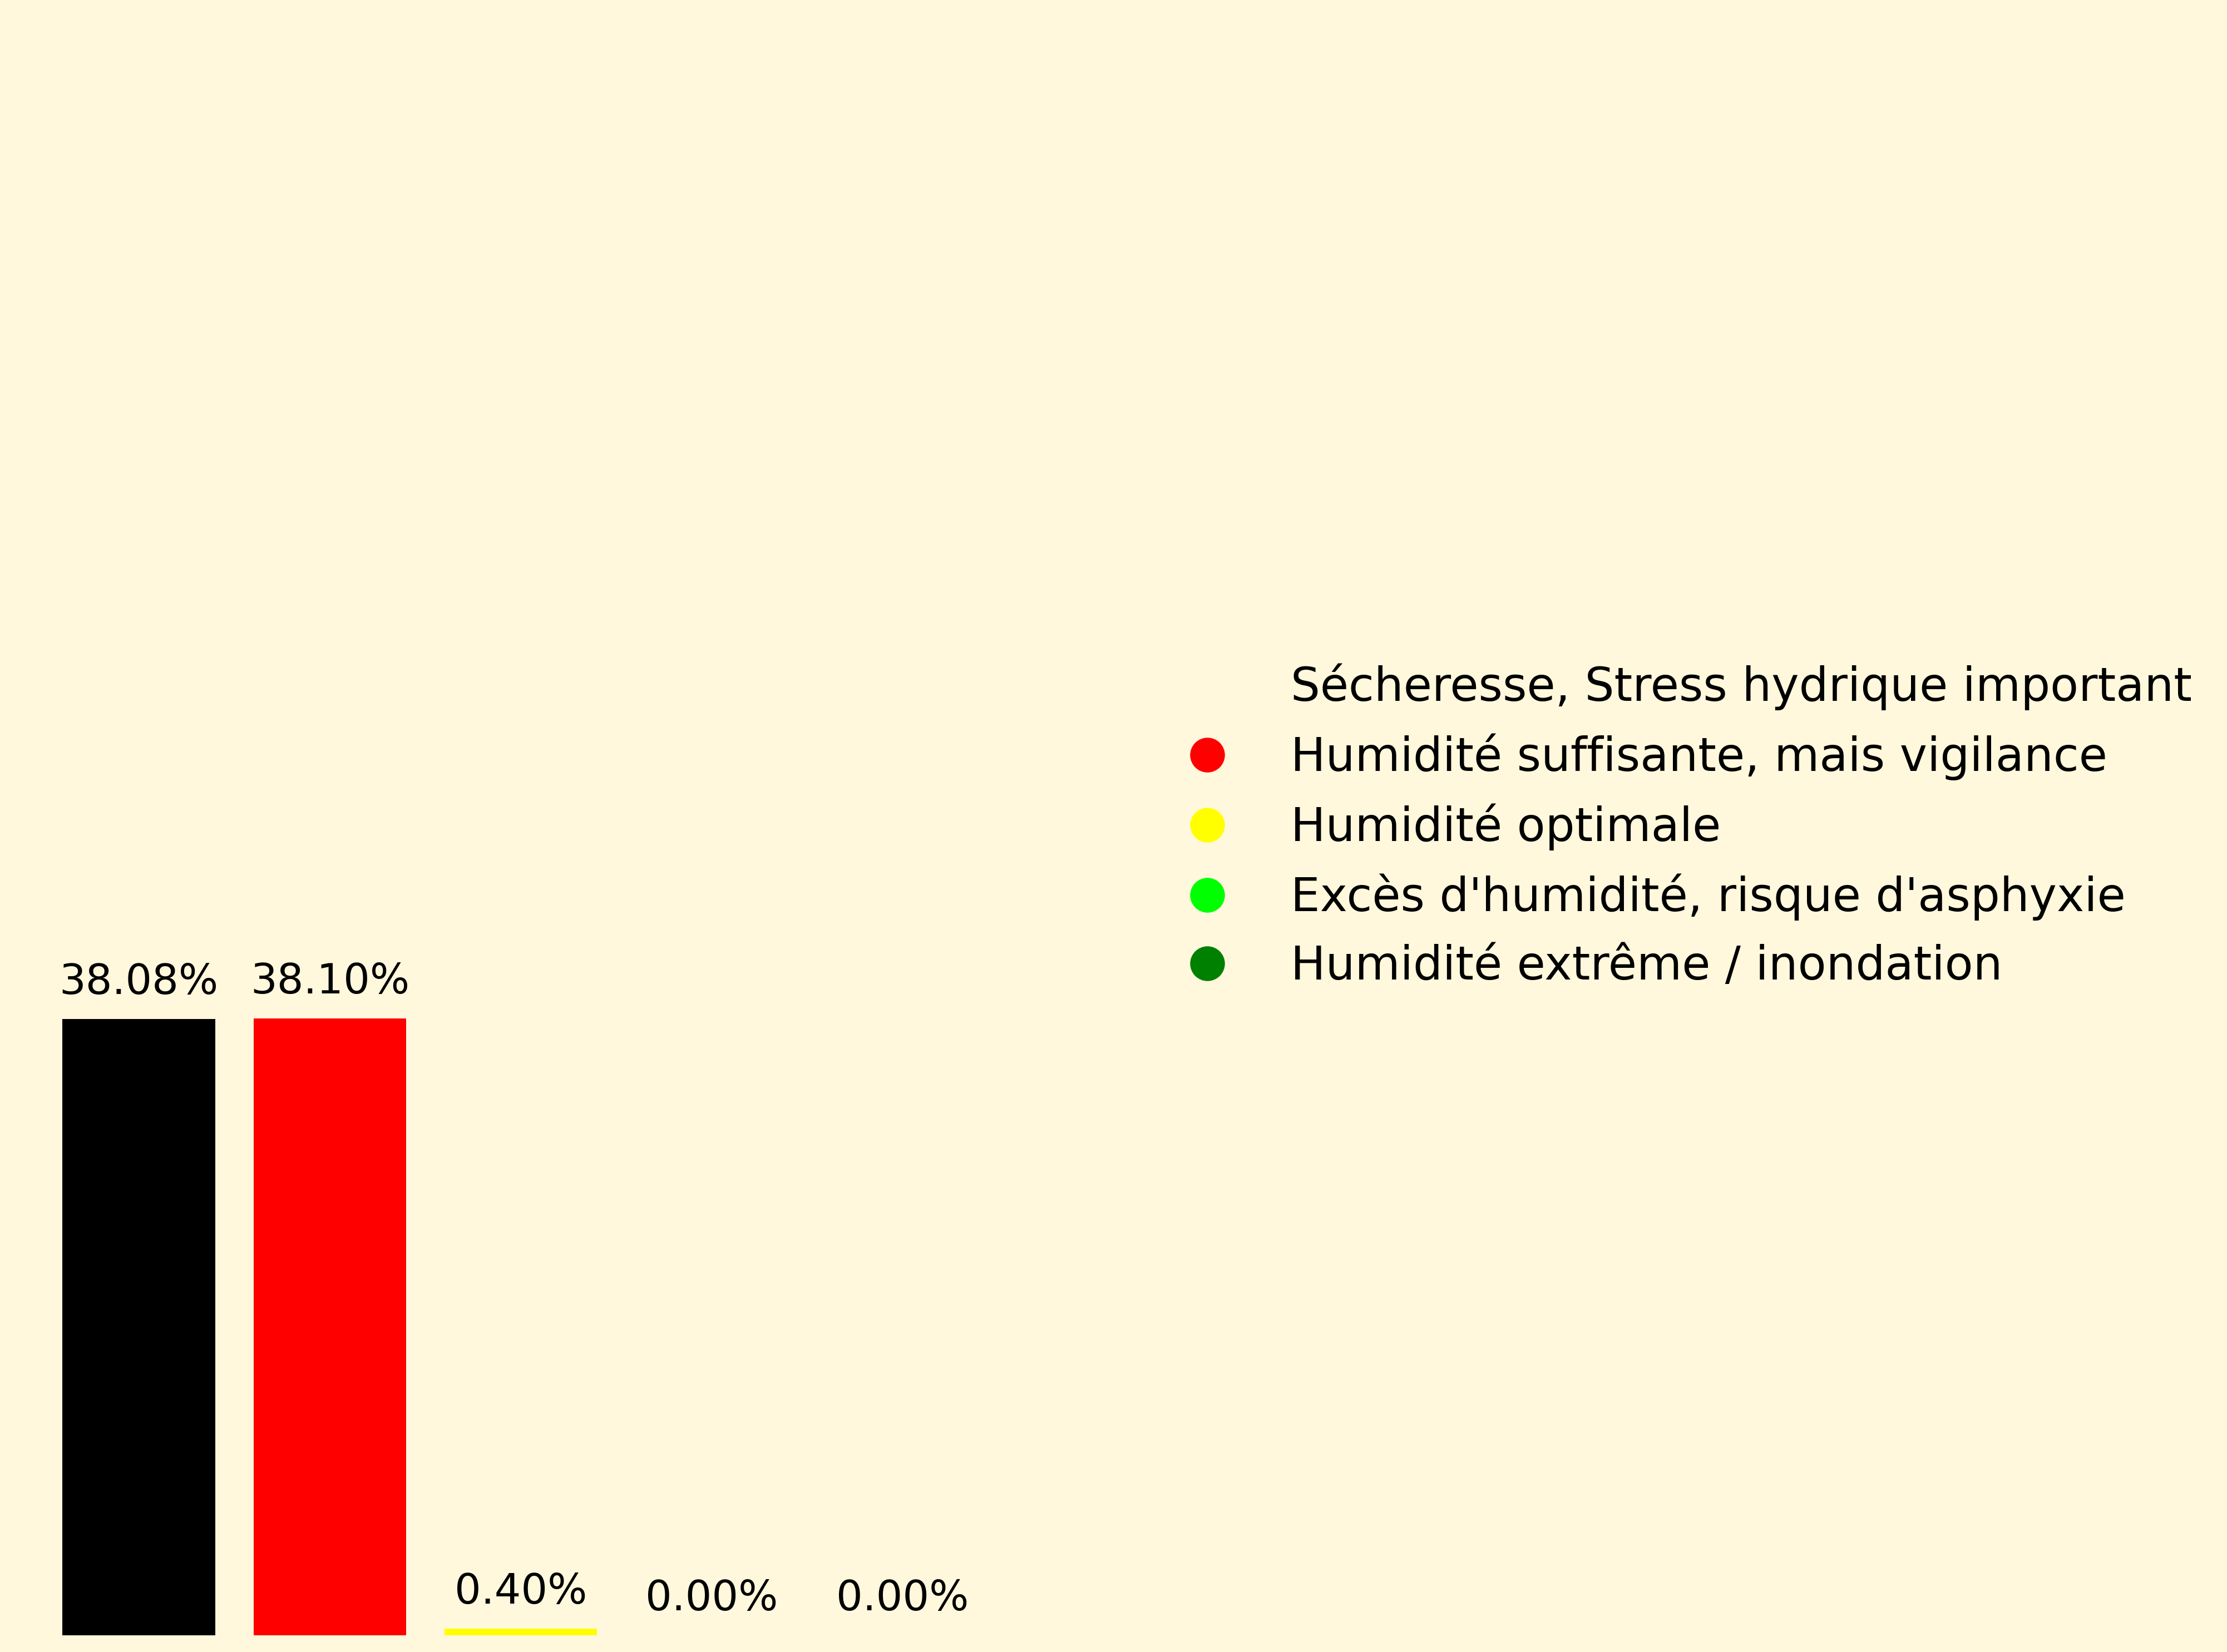 Sécheresse, Stress hydrique important
Humidité suffisante, mais vigilance
Humidité optimale
Excès d'humidité, risque d'asphyxie
Humidité extrême / inondation
38.08% 38.10%
0.40% 0.00% 0.00%